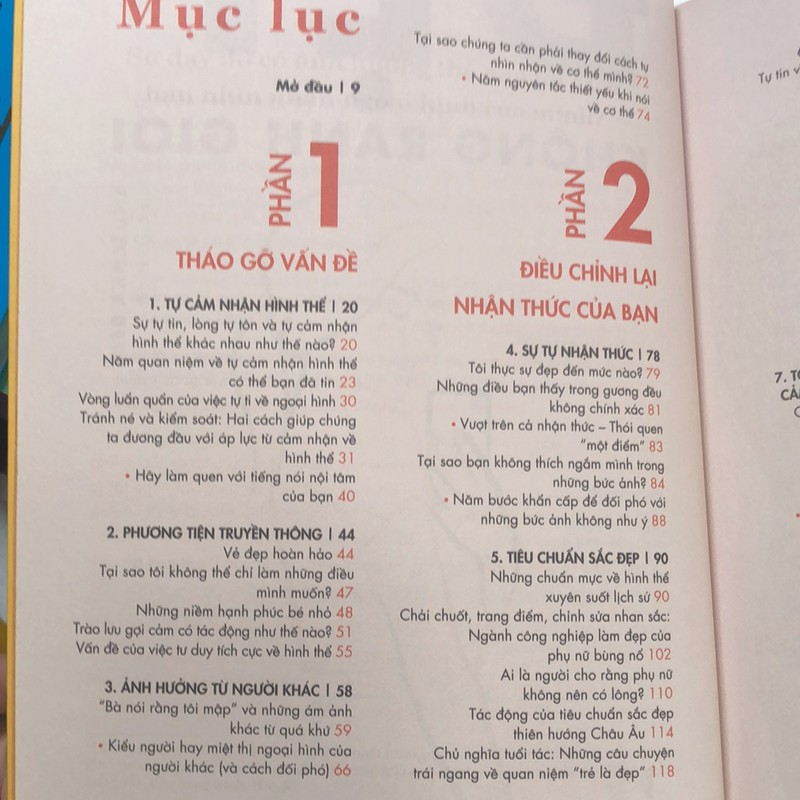 Mục lục
Mở đầu | 9
PHẦN 1
THÁO GỠ VẤN ĐỀ
1. TỰ CẢM NHẬN HÌNH THỂ | 20
Sự tự tin, lòng tự tôn và tự cảm nhận
hình thể khác nhau như thế nào? 20
Năm quan niệm về tự cảm nhận hình thể
có thể bạn đã tin 23
Vòng luẩn quẩn của việc tự ti về ngoại hình 30
Tránh né và kiểm soát: Hai cách giúp chúng
ta đương đầu với áp lực từ cảm nhận về
hình thể 31
• Hãy làm quen với tiếng nói nội tâm
của bạn 40
2. PHƯƠNG TIỆN TRUYỀN THÔNG | 44
Vẻ đẹp hoàn hảo 44
Tại sao tôi không thể chỉ làm những điều
mình muốn? 47
Những niềm hạnh phúc bé nhỏ 48
Trào lưu gợi cảm có tác động như thế nào? 51
Vấn đề của việc tư duy tích cực về hình thể 55
3. ẢNH HƯỞNG TỪ NGƯỜI KHÁC | 58
"Bà nói rằng tôi mập" và những ám ảnh
khác từ quá khứ 59
• Kiểu người hay miệt thị ngoại hình của
người khác (và cách đối phó) 66
Tại sao chúng ta cần phải thay đổi cách tự
nhìn nhận về cơ thể mình? 72
• Năm nguyên tắc thiết yếu khi nói
về cơ thể 74
PHẦN 2
ĐIỀU CHỈNH LẠI
NHẬN THỨC CỦA BẠN
4. SỰ TỰ NHẬN THỨC | 78
Tôi thực sự đẹp đến mức nào? 79
Những điều bạn thấy trong gương đều
không chính xác 81
• Vượt trên cả nhận thức – Thói quen
"một điểm" 83
Tại sao bạn không thích ngắm mình trong
những bức ảnh? 84
• Năm bước khẩn cấp để đối phó với
những bức ảnh không như ý 88
5. TIÊU CHUẨN SẮC ĐẸP | 90
Những chuẩn mực về hình thể
xuyên suốt lịch sử 90
Chải chuốt, trang điểm, chỉnh sửa nhan sắc:
Ngành công nghiệp làm đẹp của
phụ nữ bùng nổ 102
Ai là người cho rằng phụ nữ
không nên có lông? 110
Tác động của tiêu chuẩn sắc đẹp
thiên hướng Châu Âu 114
Chủ nghĩa tuổi tác: Những câu chuyện
trái ngang về quan niệm "trẻ là đẹp" 118
Tự tin v
7. T